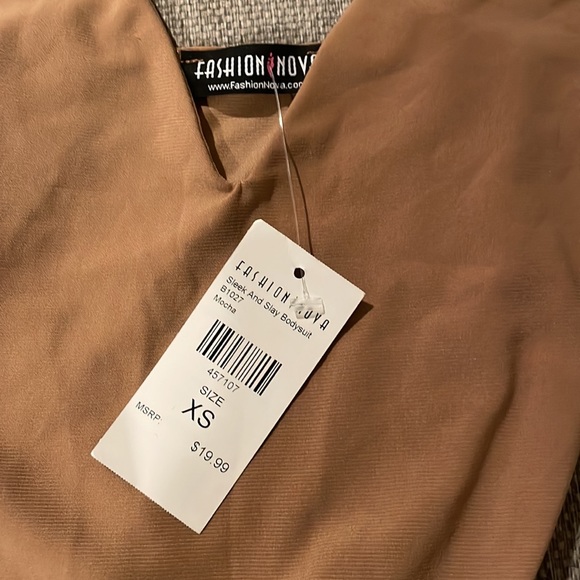 FASHION NOVA
www.FashionNova.com
FASHION NOVA
Sleek And Slay Bodysuit
B1027
Mocha
457107
SIZE
XS
MSRP: $19.99